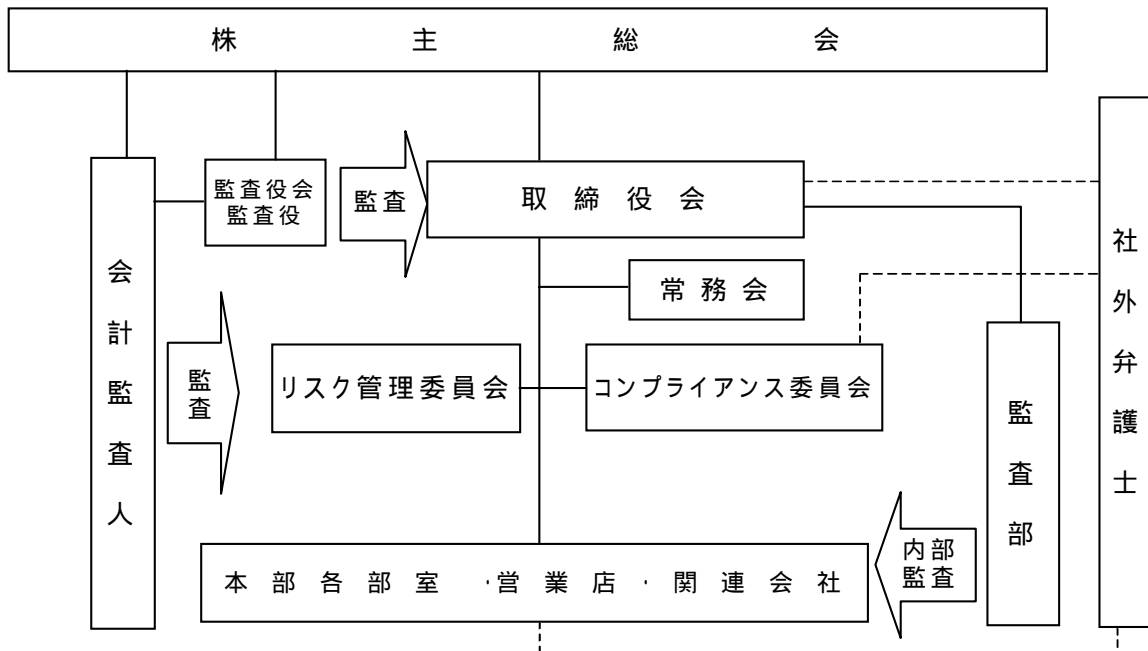 株主総会
監査役会
監査役
監査
取締役会
社外弁護士
常務会
会計監査人
監査
リスク管理委員会
コンプライアンス委員会
監査部
内部
監査
本部各部室・営業店・関連会社